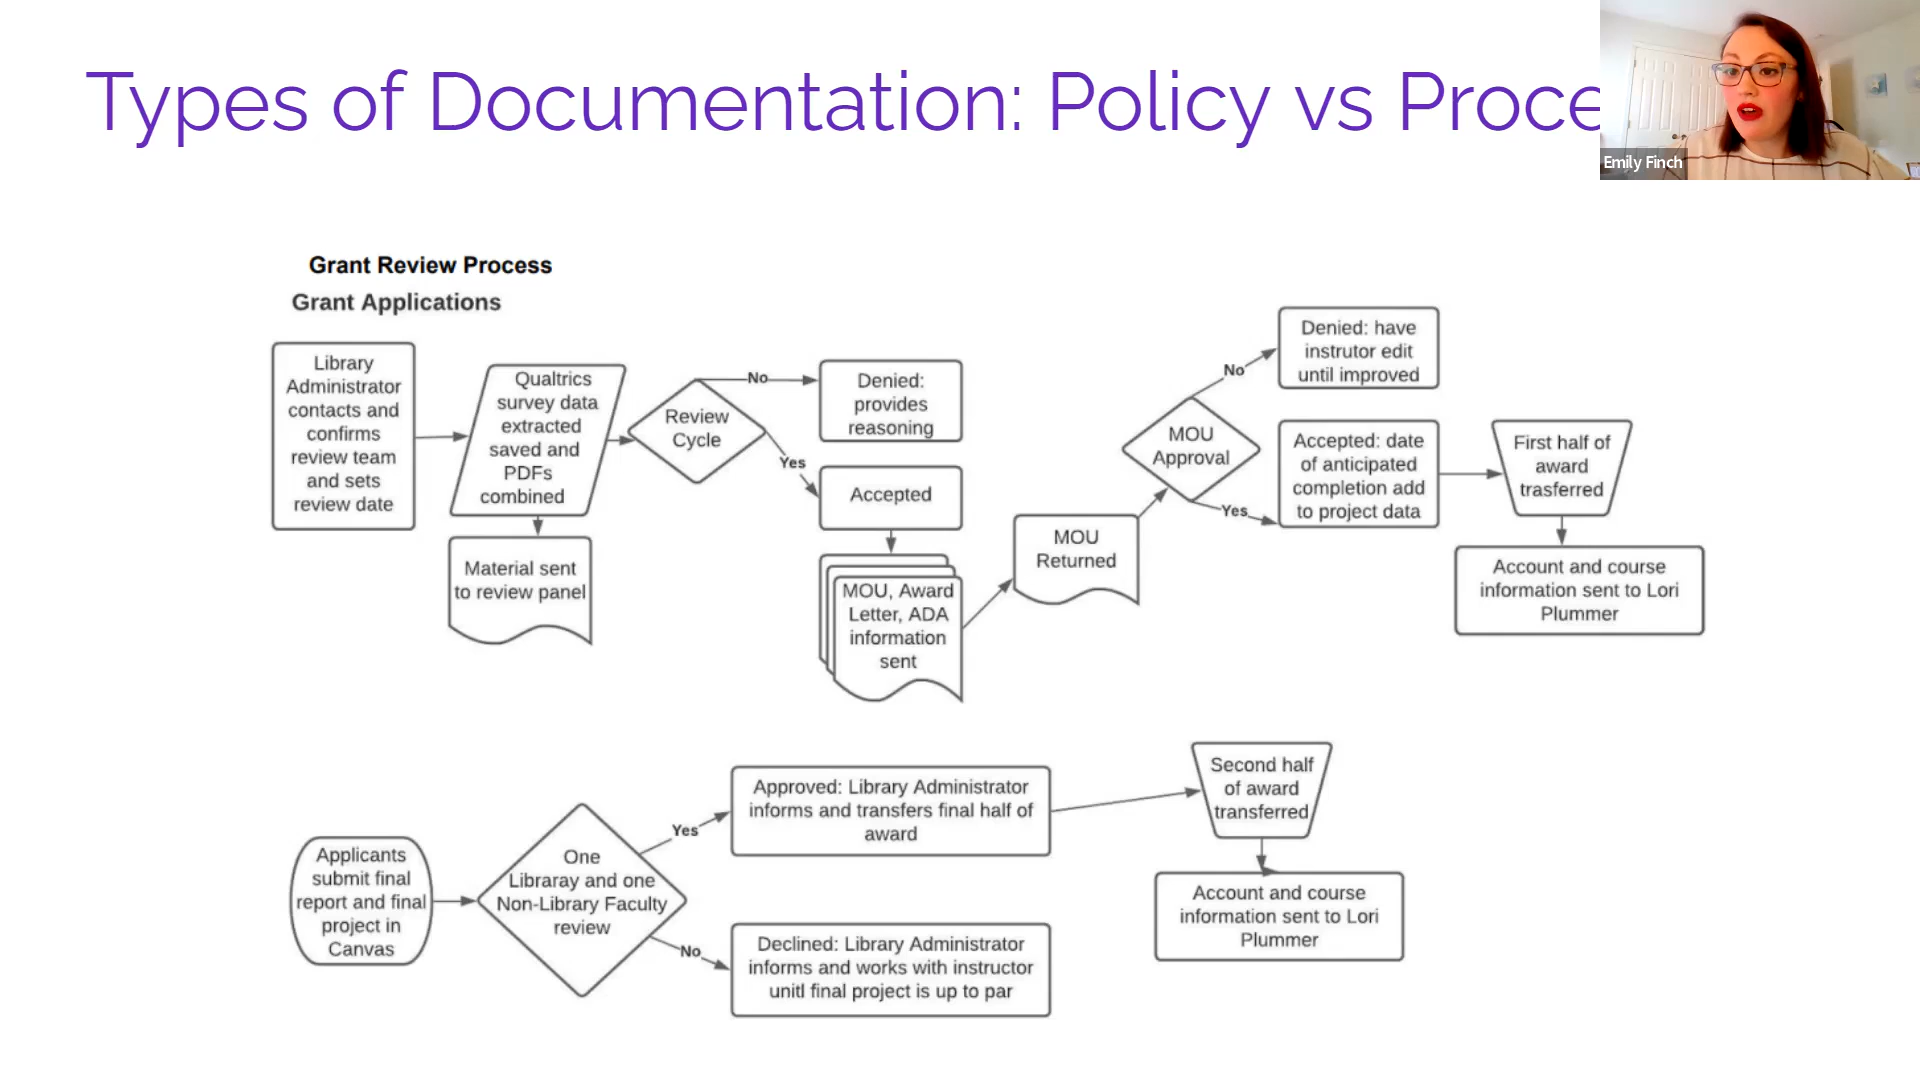 Types of Documentation: Policy vs Proce
Emily Finch
Grant Review Process
Grant Applications
Library
Administrator
contacts and
confirms
review team
and sets
review date
Qualtrics
survey data
extracted
saved and
PDFs
combined
Material sent
to review panel
Review
Cycle
No
Denied:
provides
reasoning
Yes
Accepted
MOU, Award
Letter, ADA
information
sent
MOU
Returned
MOU
Approval
No
Denied: have
instrutor edit
until improved
Yes
Accepted: date
of anticipated
completion add
to project data
First half of
award
trasferred
Account and course
information sent to Lori
Plummer
Applicants
submit final
report and final
project in
Canvas
One
Libraray and one
Non-Library Faculty
review
Yes
Approved: Library Administrator
informs and transfers final half of
award
No
Declined: Library Administrator
informs and works with instructor
unitl final project is up to par
Second half
of award
transferred
Account and course
information sent to Lori
Plummer